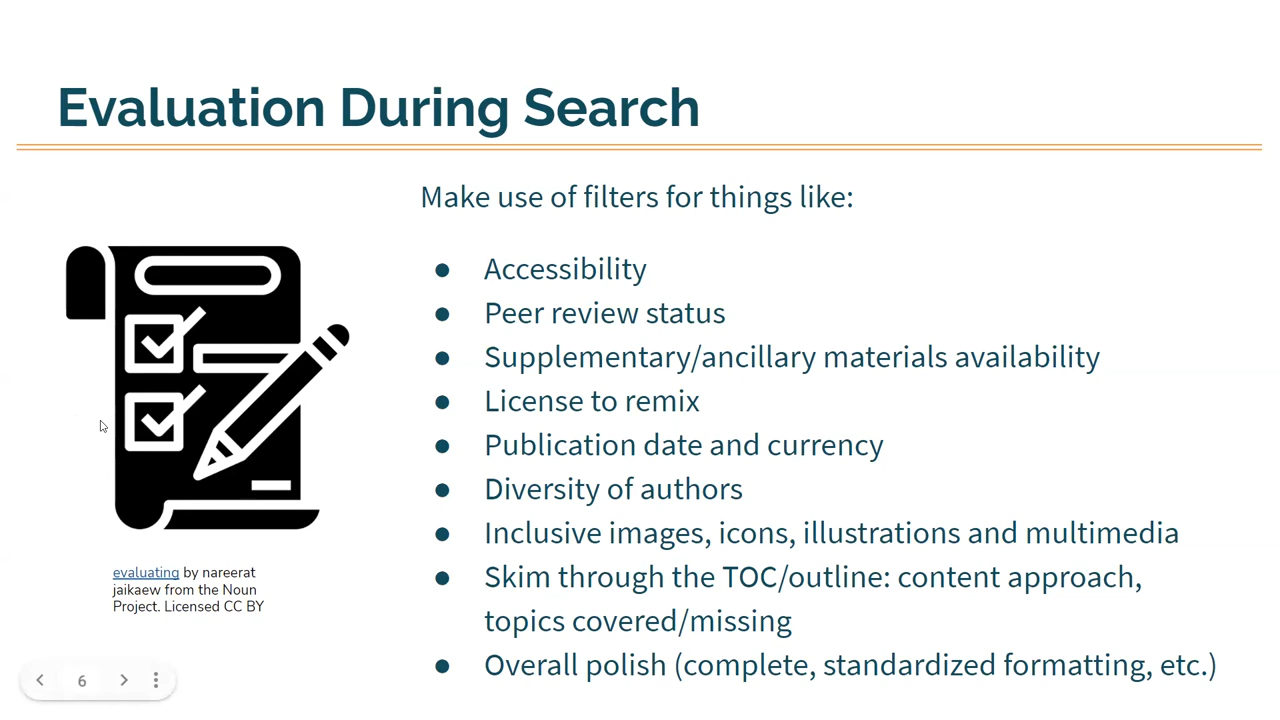 Evaluation During Search
Make use of filters for things like:
● Accessibility
● Peer review status
● Supplementary/ancillary materials availability
● License to remix
● Publication date and currency
● Diversity of authors
● Inclusive images, icons, illustrations and multimedia
● Skim through the TOC/outline: content approach,
topics covered/missing
● Overall polish (complete, standardized formatting, etc.)
evaluating by nareerat
jaikaew from the Noun
Project. Licensed CC BY
6